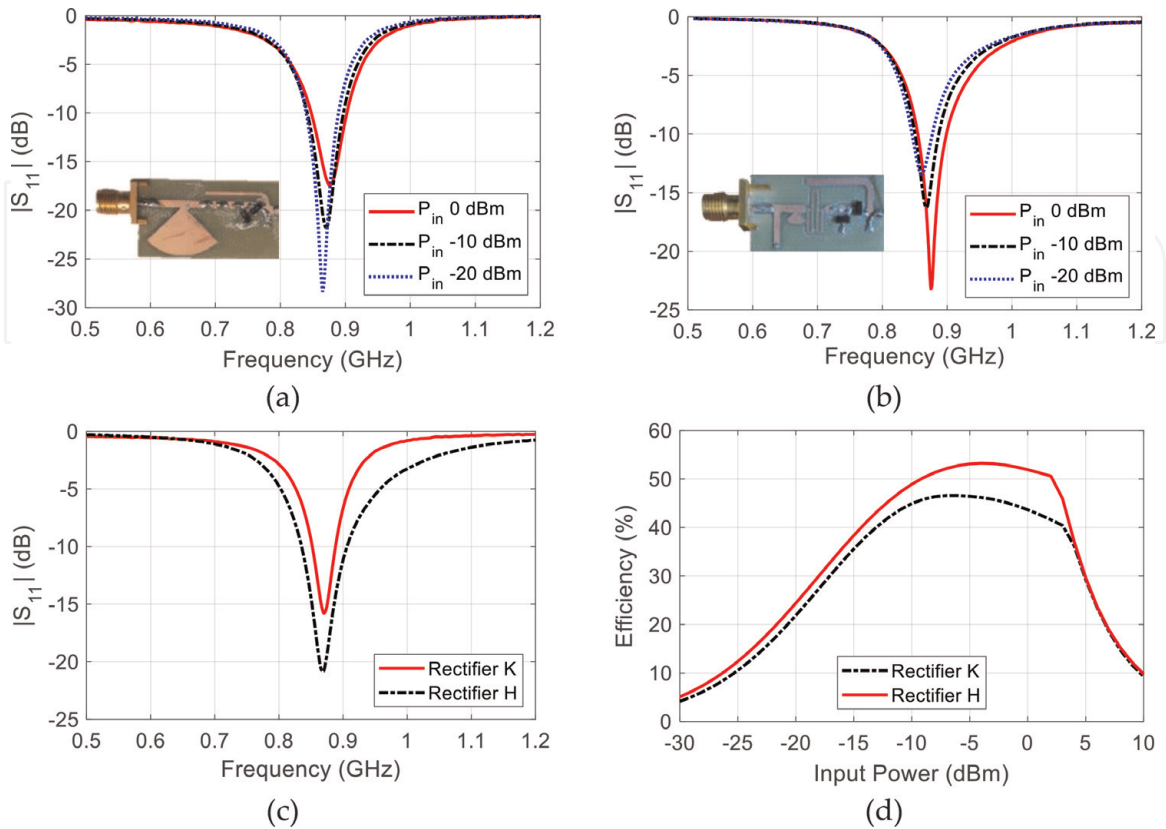 0
-5
-10
-15
-20
-25
-30
|S11| (dB)
Pin 0 dBm
Pin -10 dBm
Pin -20 dBm
0.5 0.6 0.7 0.8 0.9 1 1.1 1.2
Frequency (GHz)
(a)
0
-5
-10
-15
-20
-25
|S11| (dB)
Pin 0 dBm
Pin -10 dBm
Pin -20 dBm
0.5 0.6 0.7 0.8 0.9 1 1.1 1.2
Frequency (GHz)
(b)
0
-5
-10
-15
-20
-25
|S11| (dB)
Rectifier K
Rectifier H
0.5 0.6 0.7 0.8 0.9 1 1.1 1.2
Frequency (GHz)
(c)
60
50
40
30
20
10
0
Efficiency (%)
Rectifier K
Rectifier H
-30 -25 -20 -15 -10 -5 0 5 10
Input Power (dBm)
(d)